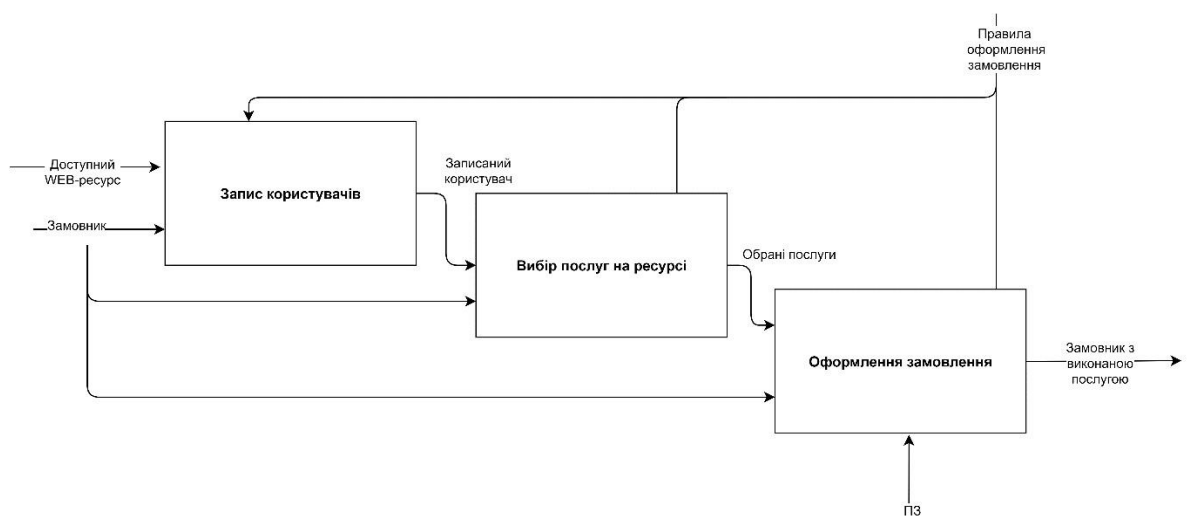 Правила
оформлення
замовлення
Доступний
WEB-ресурс
Замовник
Запис користувачів
Записаний
користувач
Вибір послуг на ресурсі
Обрані послуги
Оформлення замовлення
Замовник з
виконаною
послугою
ПЗ